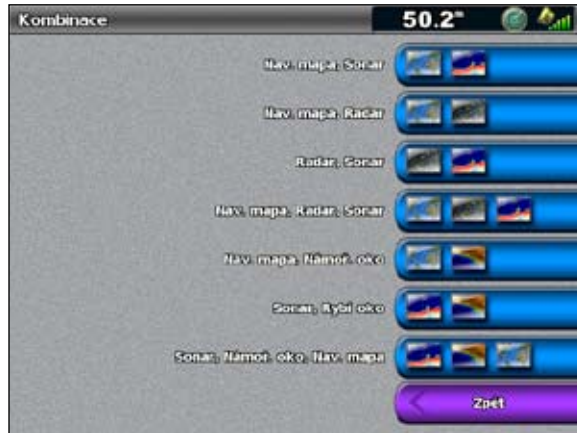 Kombinace 50.2m
Nav. mapa, Sonar
Nav. mapa, Radar
Radar, Sonar
Nav. mapa, Radar, Sonar
Nav. mapa, Námoř. oko
Sonar, Rybí oko
Sonar, Námoř. oko, Nav. mapa
Zpět